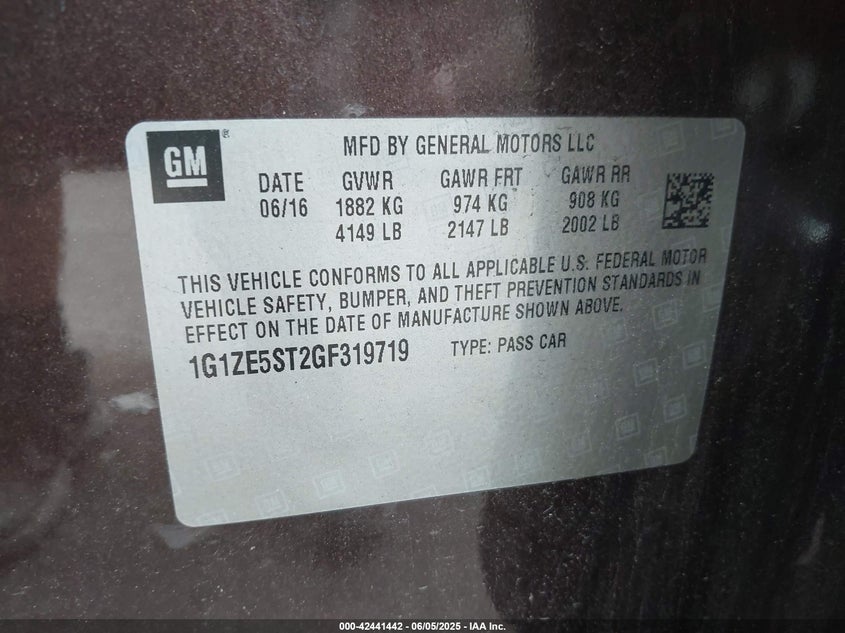 GM
®
MFD BY GENERAL MOTORS LLC
DATE GVWR GAWR FRT GAWR RR
06/16 1882 KG 974 KG 908 KG
4149 LB 2147 LB 2002 LB
THIS VEHICLE CONFORMS TO ALL APPLICABLE U.S. FEDERAL MOTOR
VEHICLE SAFETY, BUMPER, AND THEFT PREVENTION STANDARDS IN
EFFECT ON THE DATE OF MANUFACTURE SHOWN ABOVE.
1G1ZE5ST2GF319719 TYPE: PASS CAR
000-42441442 - 06/05/2025 - IAA Inc.